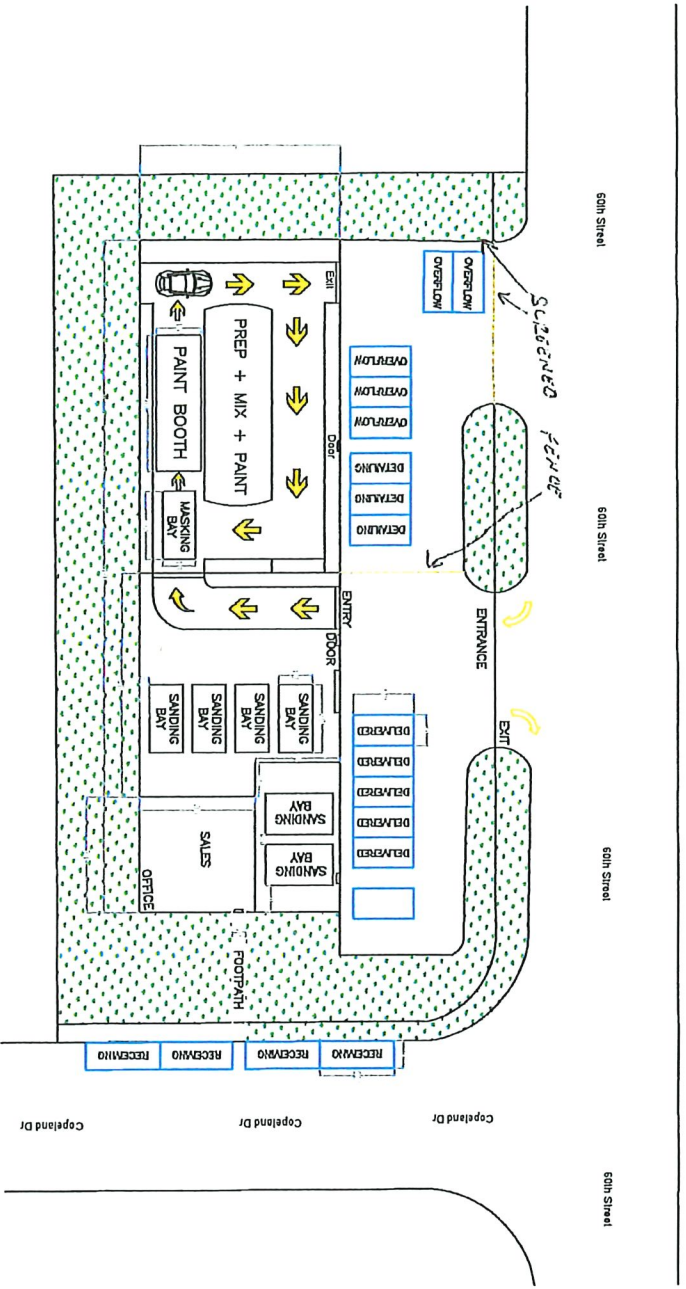 60th Street
60th Street
60th Street
60th Street
SCREENED FENCE
OVERFLOW
OVERFLOW
OVERFLOW
OVERFLOW
OVERFLOW
DETAILING
DETAILING
DETAILING
ENTRANCE
EXIT
DELIVERED
DELIVERED
DELIVERED
DELIVERED
DELIVERED
Exit
Door
ENTRY
DOOR
PREP + MIX + PAINT
PAINT BOOTH
MASKING
BAY
SANDING
BAY
SANDING
BAY
SANDING
BAY
SANDING
BAY
SANDING
BAY
SANDING
BAY
SALES
OFFICE
FOOTPATH
RECEIVING
RECEIVING
RECEIVING
RECEIVING
Copeland Dr
Copeland Dr
Copeland Dr